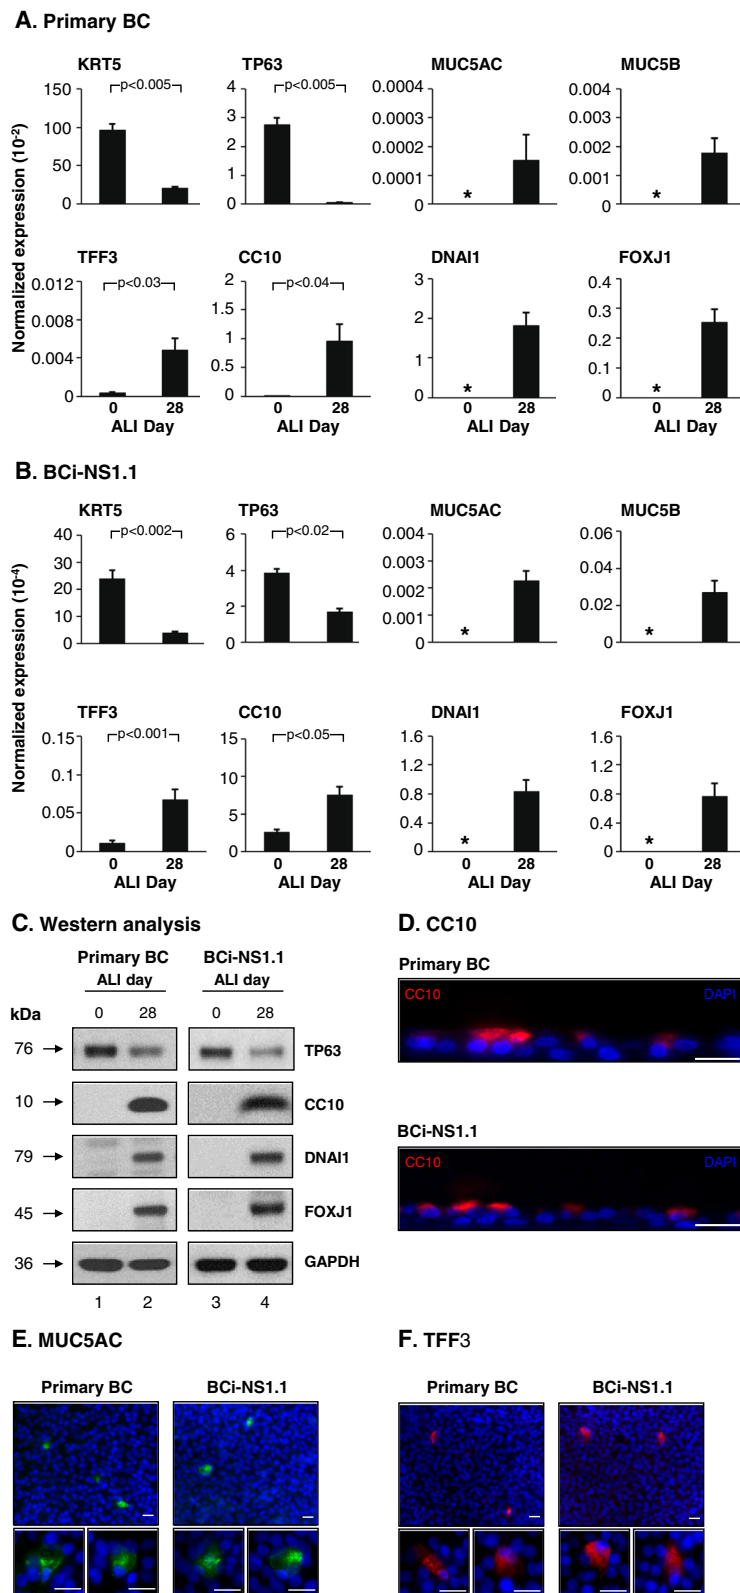 A. Primary BC
KRT5 TP63 MUC5AC MUC5B
Normalized expression (10-2)
150 100 50 0
p<0.005
4 3 2 1 0
p<0.005
0.0004 0.0003 0.0002 0.0001 0
*
0.004 0.003 0.002 0.001 0
*
TFF3 CC10 DNAI1 FOXJ1
0.012 0.008 0.004 0
p<0.03
2 1.5 1 0.5 0
p<0.04
3 2 1 0
*
0.4 0.3 0.2 0.1 0
*
0 28 0 28 0 28 0 28
ALI Day ALI Day ALI Day ALI Day
B. BCi-NS1.1
KRT5 TP63 MUC5AC MUC5B
Normalized expression (10-4)
40 30 20 10 0
p<0.002
6 4 2 0
p<0.02
0.004 0.003 0.002 0.001 0
*
0.06 0.04 0.02 0
*
TFF3 CC10 DNAI1 FOXJ1
0.15 0.1 0.05 0
p<0.001
15 10 5 0
p<0.05
1.6 1.2 0.8 0.4 0
*
1.6 1.2 0.8 0.4 0
*
0 28 0 28 0 28 0 28
ALI Day ALI Day ALI Day ALI Day
C. Western analysis
Primary BC BCi-NS1.1
ALI day ALI day
kDa 0 28 0 28
76 TP63
10 CC10
79 DNAI1
45 FOXJ1
36 GAPDH
1 2 3 4
D. CC10
Primary BC
CC10 DAPI
BCi-NS1.1
CC10 DAPI
E. MUC5AC
Primary BC BCi-NS1.1
F. TFF3
Primary BC BCi-NS1.1